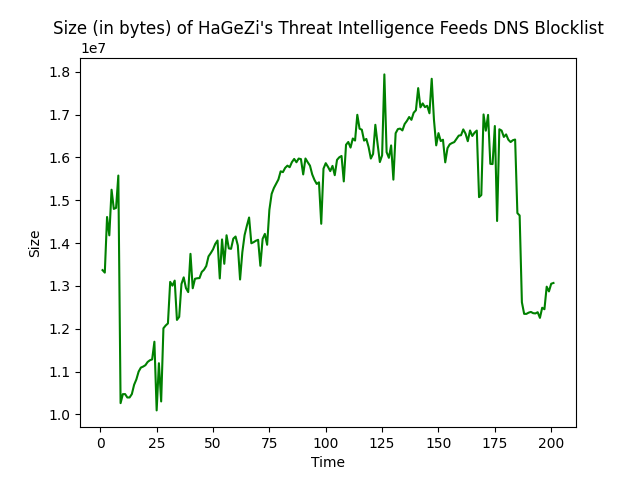 Size (in bytes) of HaGeZi's Threat Intelligence Feeds DNS Blocklist
1e7
1.8
1.7
1.6
1.5
1.4
1.3
1.2
1.1
1.0
Size
0 25 50 75 100 125 150 175 200
Time